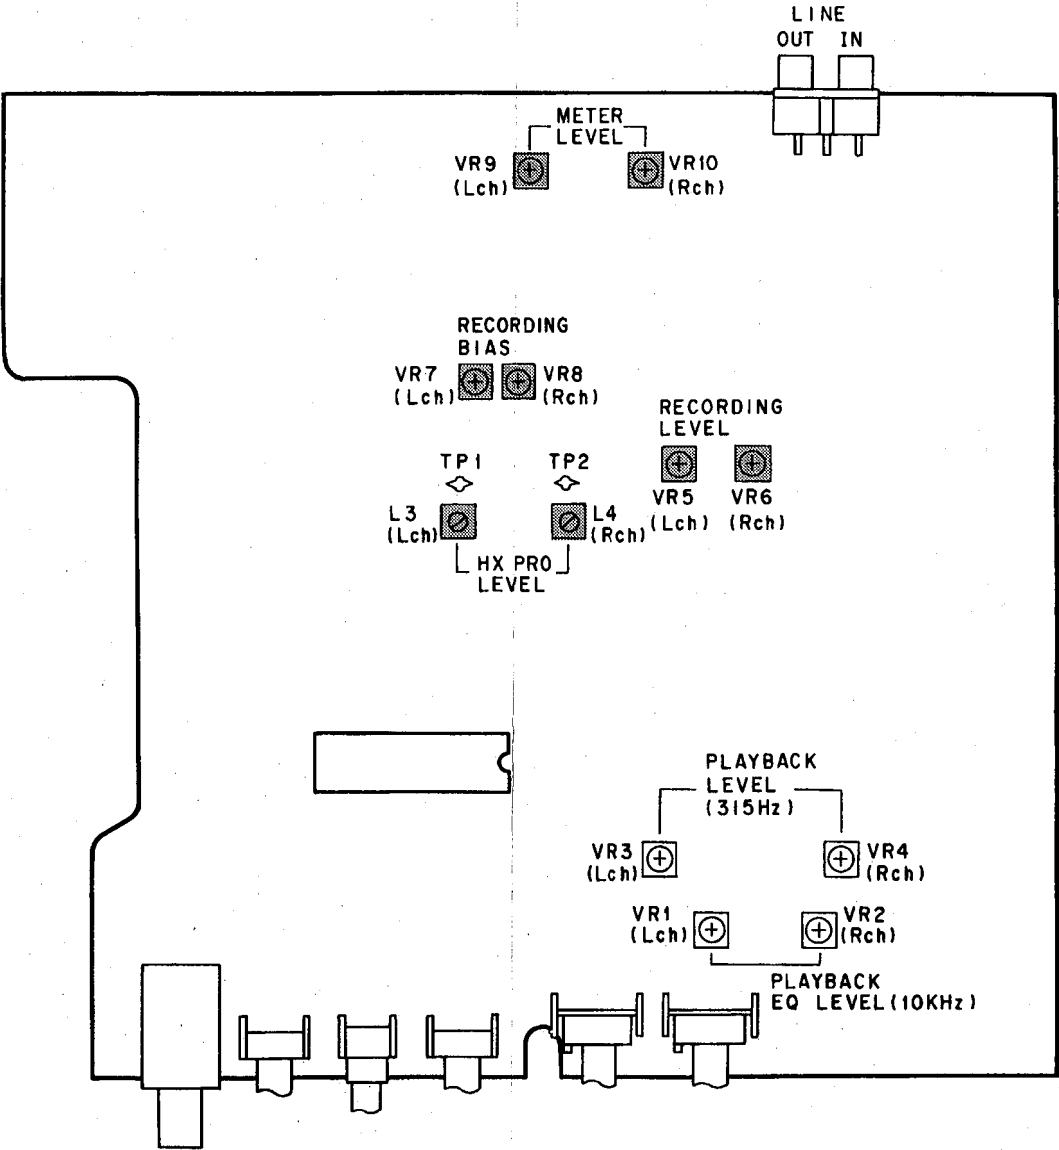 LINE
OUT IN
METER
LEVEL
VR9
(Lch)
VR10
(Rch)
RECORDING
BIAS
VR7
(Lch)
VR8
(Rch)
RECORDING
LEVEL
VR5
(Lch)
VR6
(Rch)
TP1
TP2
L3
(Lch)
L4
(Rch)
HX PRO
LEVEL
PLAYBACK
LEVEL
(315Hz)
VR3
(Lch)
VR4
(Rch)
VR1
(Lch)
VR2
(Rch)
PLAYBACK
EQ LEVEL(10KHz)